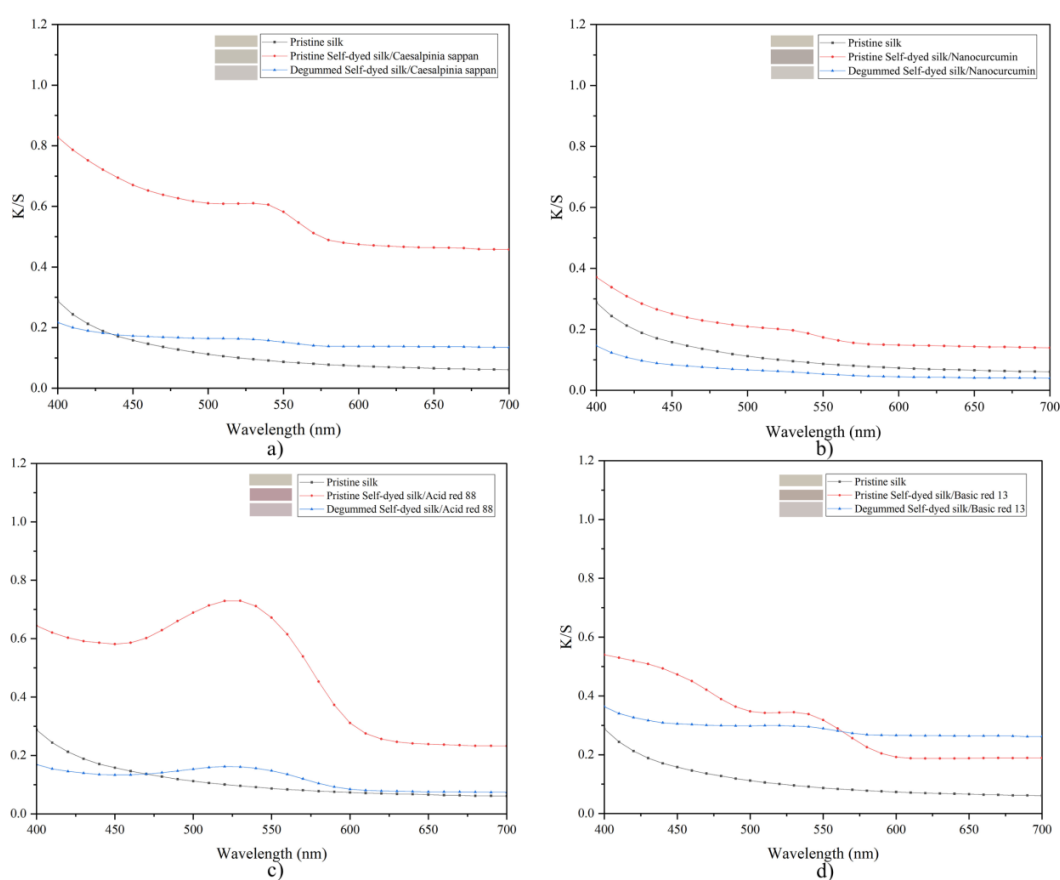 1.2
1.0
0.8
0.6
0.4
0.2
0.0
K/S
Pristine silk
Pristine Self-dyed silk/Caesalpinia sappan
Degummed Self-dyed silk/Caesalpinia sappan
400 450 500 550 600 650 700
Wavelength (nm)
a)
1.2
1.0
0.8
0.6
0.4
0.2
0.0
K/S
Pristine silk
Pristine Self-dyed silk/Nanocurcumin
Degummed Self-dyed silk/Nanocurcumin
400 450 500 550 600 650 700
Wavelength (nm)
b)
1.2
1.0
0.8
0.6
0.4
0.2
0.0
Pristine silk
Pristine Self-dyed silk/Acid red 88
Degummed Self-dyed silk/Acid red 88
400 450 500 550 600 650 700
Wavelength (nm)
c)
1.2
1.0
0.8
0.6
0.4
0.2
0.0
K/S
Pristine silk
Pristine Self-dyed silk/Basic red 13
Degummed Self-dyed silk/Basic red 13
400 450 500 550 600 650 700
Wavelength (nm)
d)